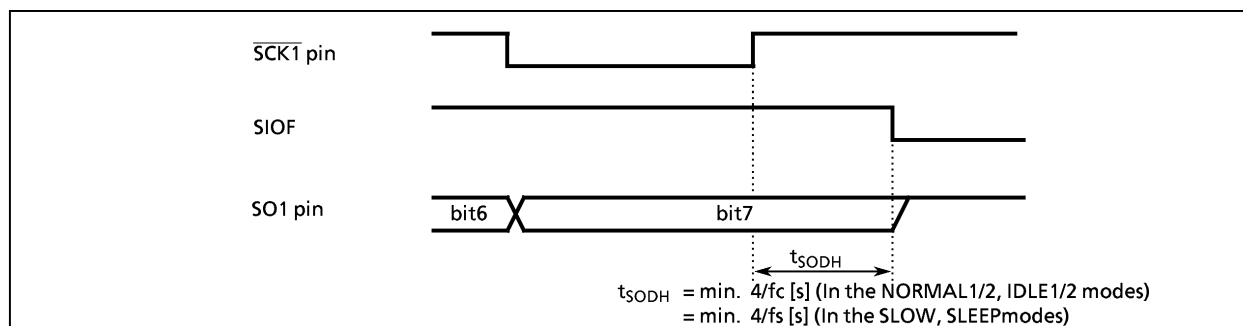 SCK1 pin
SIOF
SO1 pin
bit6
bit7
tSODH
tSODH = min. 4/fc [s] (In the NORMAL1/2, IDLE1/2 modes)
= min. 4/fs [s] (In the SLOW, SLEEPmodes)